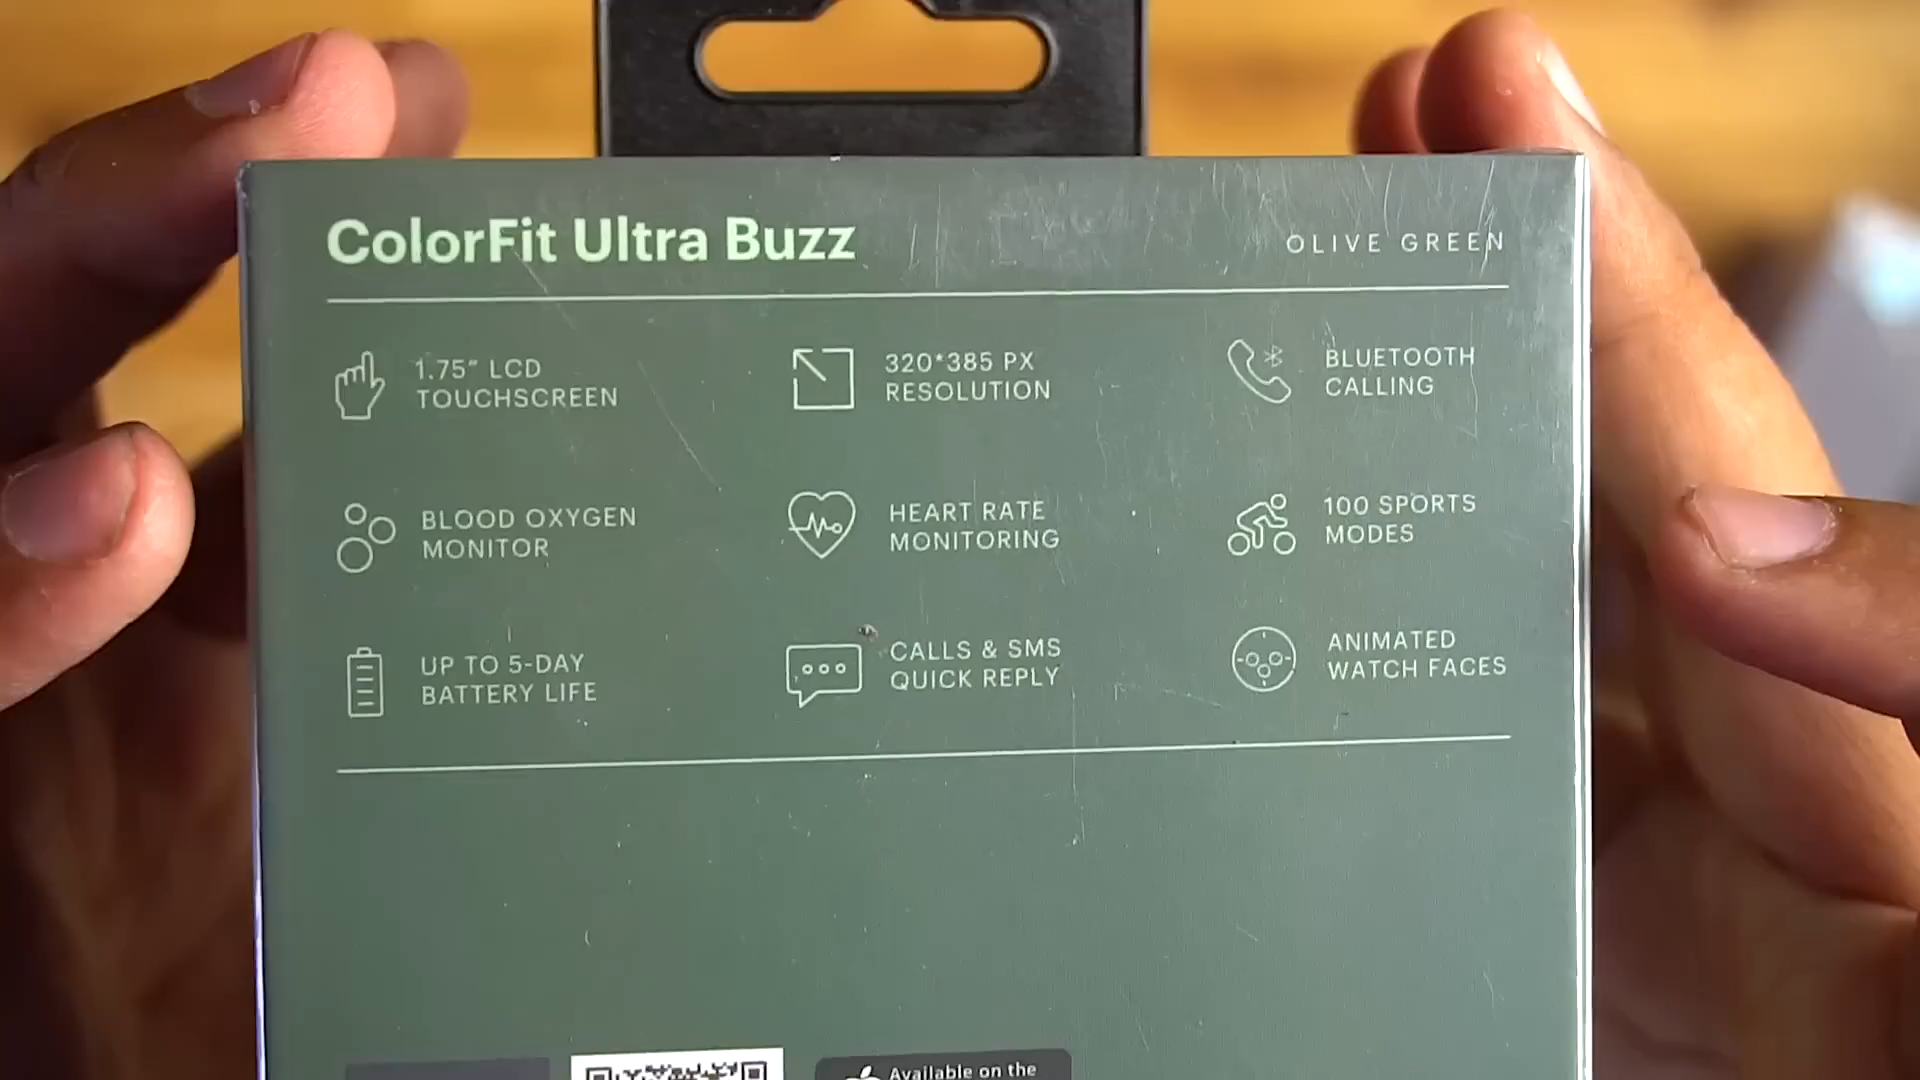 ColorFit Ultra Buzz
OLIVE GREEN
1.75" LCD
TOUCHSCREEN
320*385 PX
RESOLUTION
BLUETOOTH
CALLING
BLOOD OXYGEN
MONITOR
HEART RATE
MONITORING
100 SPORTS
MODES
UP TO 5-DAY
BATTERY LIFE
CALLS & SMS
QUICK REPLY
ANIMATED
WATCH FACES
Available on the